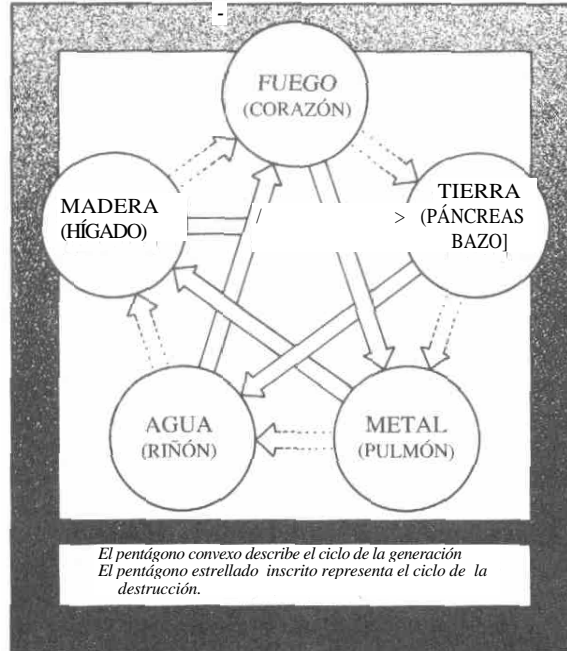 FUEGO
(CORAZÓN)
MADERA
(HÍGADO)
TIERRA
(PÁNCREAS
BAZO]
AGUA
(RIÑÓN)
METAL
(PULMÓN)
El pentágono convexo describe el ciclo de la generación
El pentágono estrellado inscrito representa el ciclo de la
destrucción.